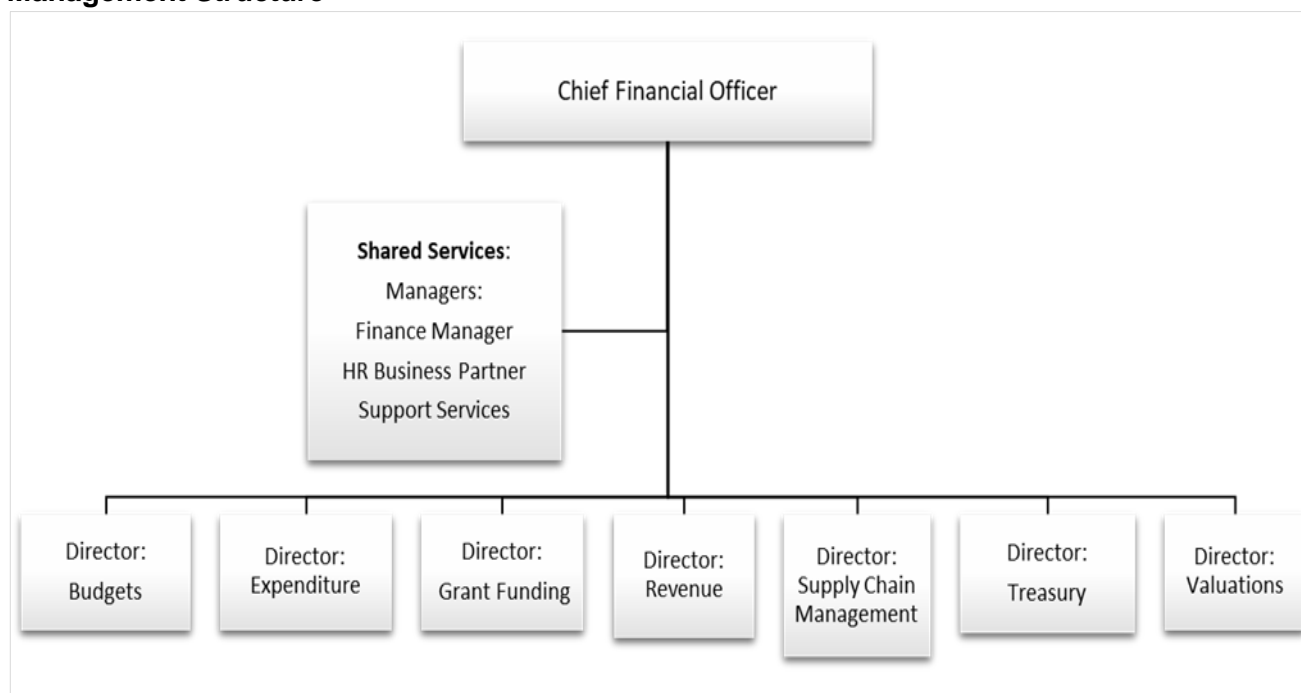 Management Structure
Chief Financial Officer
Shared Services:
Managers:
Finance Manager
HR Business Partner
Support Services
Director:
Budgets
Director:
Expenditure
Director:
Grant Funding
Director:
Revenue
Director:
Supply Chain
Management
Director:
Treasury
Director:
Valuations